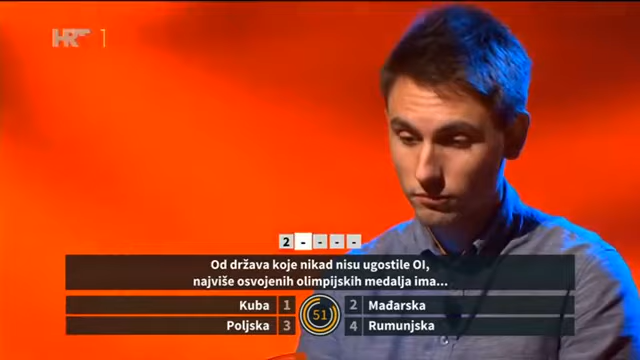 HRT 1
2 - - - -
Od država koje nikad nisu ugostile OI,
najviše osvojenih olimpijskih medalja ima...
Kuba 1
2 Mađarska
51
Poljska 3
4 Rumunjska